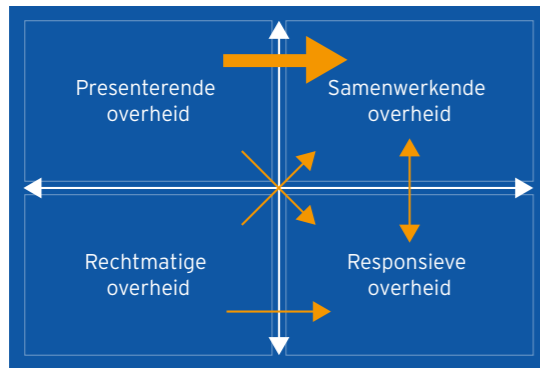 Presenterende
overheid
Samenwerkende
overheid
Rechtmatige
overheid
Responsieve
overheid